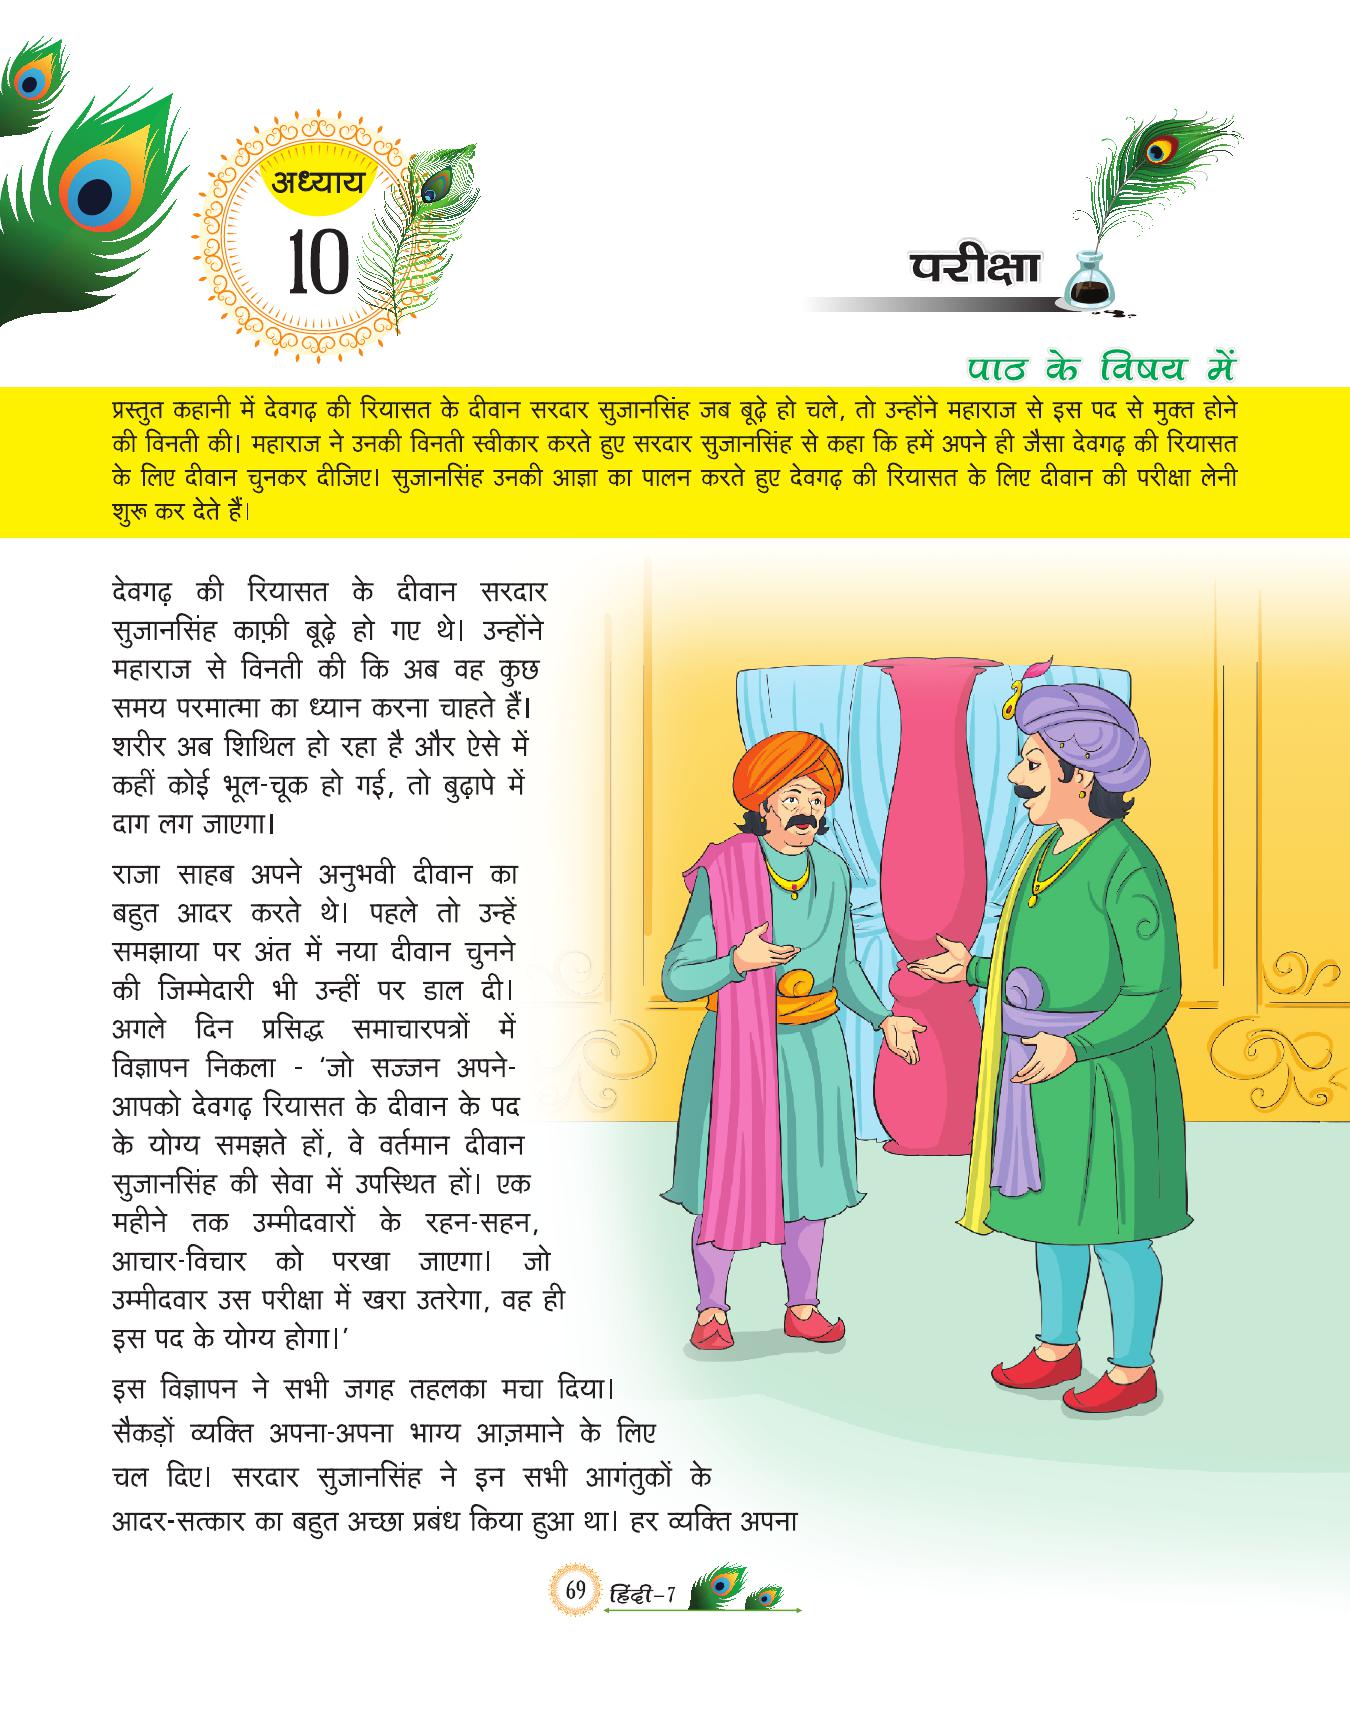 अध्याय
10
परीक्षा
पाठ के विषय में
प्रस्तुत कहानी में देवगढ़ की रियासत के दीवान सरदार सुजानसिंह जब बूढ़े हो चले, तो उन्होंने महाराज से इस पद से मुक्त होने
की विनती की। महाराज ने उनकी विनती स्वीकार करते हुए सरदार सुजानसिंह से कहा कि हमें अपने ही जैसा देवगढ़ की रियासत
के लिए दीवान चुनकर दीजिए। सुजानसिंह उनकी आज्ञा का पालन करते हुए देवगढ़ की रियासत के लिए दीवान की परीक्षा लेनी
शुरू कर देते हैं।
देवगढ़ की रियासत के दीवान सरदार
सुजानसिंह काफ़ी बूढ़े हो गए थे। उन्होंने
महाराज से विनती की कि अब वह कुछ
समय परमात्मा का ध्यान करना चाहते हैं।
शरीर अब शिथिल हो रहा है और ऐसे में
कहीं कोई भूल-चूक हो गई, तो बुढ़ापे में
दाग लग जाएगा।
राजा साहब अपने अनुभवी दीवान का
बहुत आदर करते थे। पहले तो उन्हें
समझाया पर अंत में नया दीवान चुनने
की जिम्मेदारी भी उन्हीं पर डाल दी।
अगले दिन प्रसिद्ध समाचारपत्रों में
विज्ञापन निकला - ‘जो सज्जन अपने-
आपको देवगढ़ रियासत के दीवान के पद
के योग्य समझते हों, वे वर्तमान दीवान
सुजानसिंह की सेवा में उपस्थित हों। एक
महीने तक उम्मीदवारों के रहन-सहन,
आचार-विचार को परखा जाएगा। जो
उम्मीदवार उस परीक्षा में खरा उतरेगा, वह ही
इस पद के योग्य होगा।’
इस विज्ञापन ने सभी जगह तहलका मचा दिया।
सैकड़ों व्यक्ति अपना-अपना भाग्य आज़माने के लिए
चल दिए। सरदार सुजानसिंह ने इन सभी आगंतुकों के
आदर-सत्कार का बहुत अच्छा प्रबंध किया हुआ था। हर व्यक्ति अपना
69 हिंदी-7